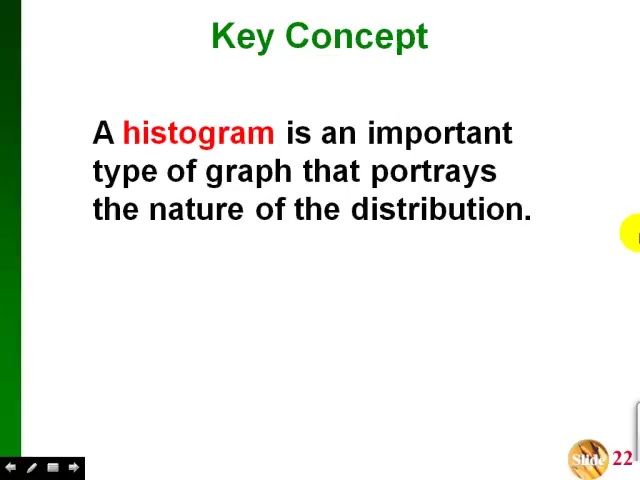 Key Concept
A histogram is an important
type of graph that portrays
the nature of the distribution.
Slide 22